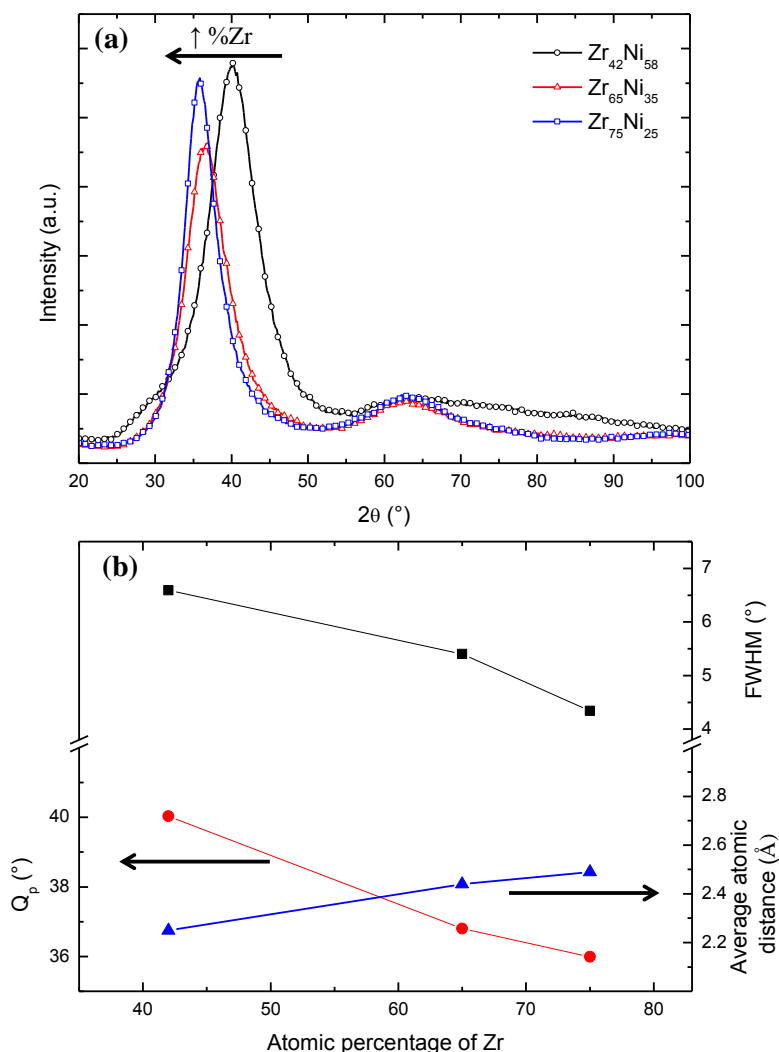 (a)
↑ %Zr
Zr₄₂Ni₅₈
Zr₆₅Ni₃₅
Zr₇₅Ni₂₅
Intensity (a.u.)
20 30 40 50 60 70 80 90 100
2θ (°)
(b)
7
6
5
4
FWHM (°)
40
38
36
Q_p (°)
2.8
2.6
2.4
2.2
Average atomic
distance (Å)
40 50 60 70 80
Atomic percentage of Zr